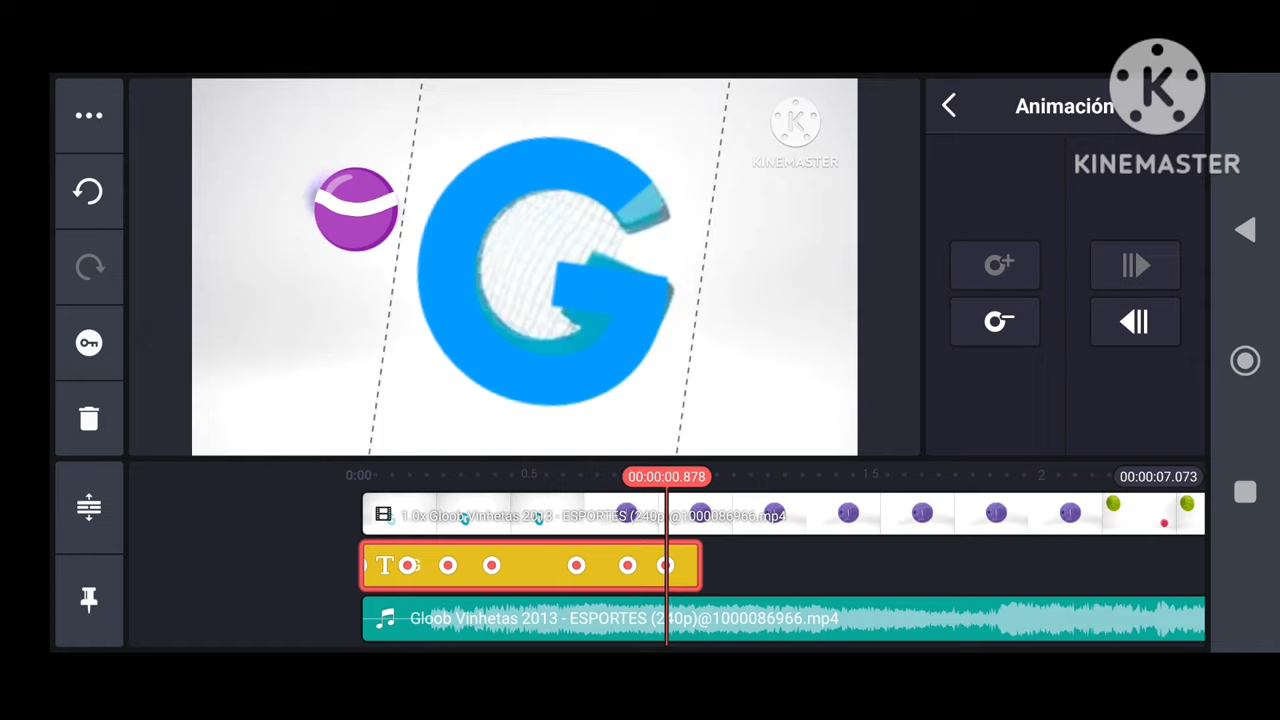 K
KINEMASTER
K
KINEMASTER
Animación
G
0:00
0.5
00:00:00.878
1.5
2
00:00:07.073
1.0x Gloob Vinhetas 2013 - ESPORTES (240p)@1000086966.mp4
T G
Gloob Vinhetas 2013 - ESPORTES (240p)@1000086966.mp4